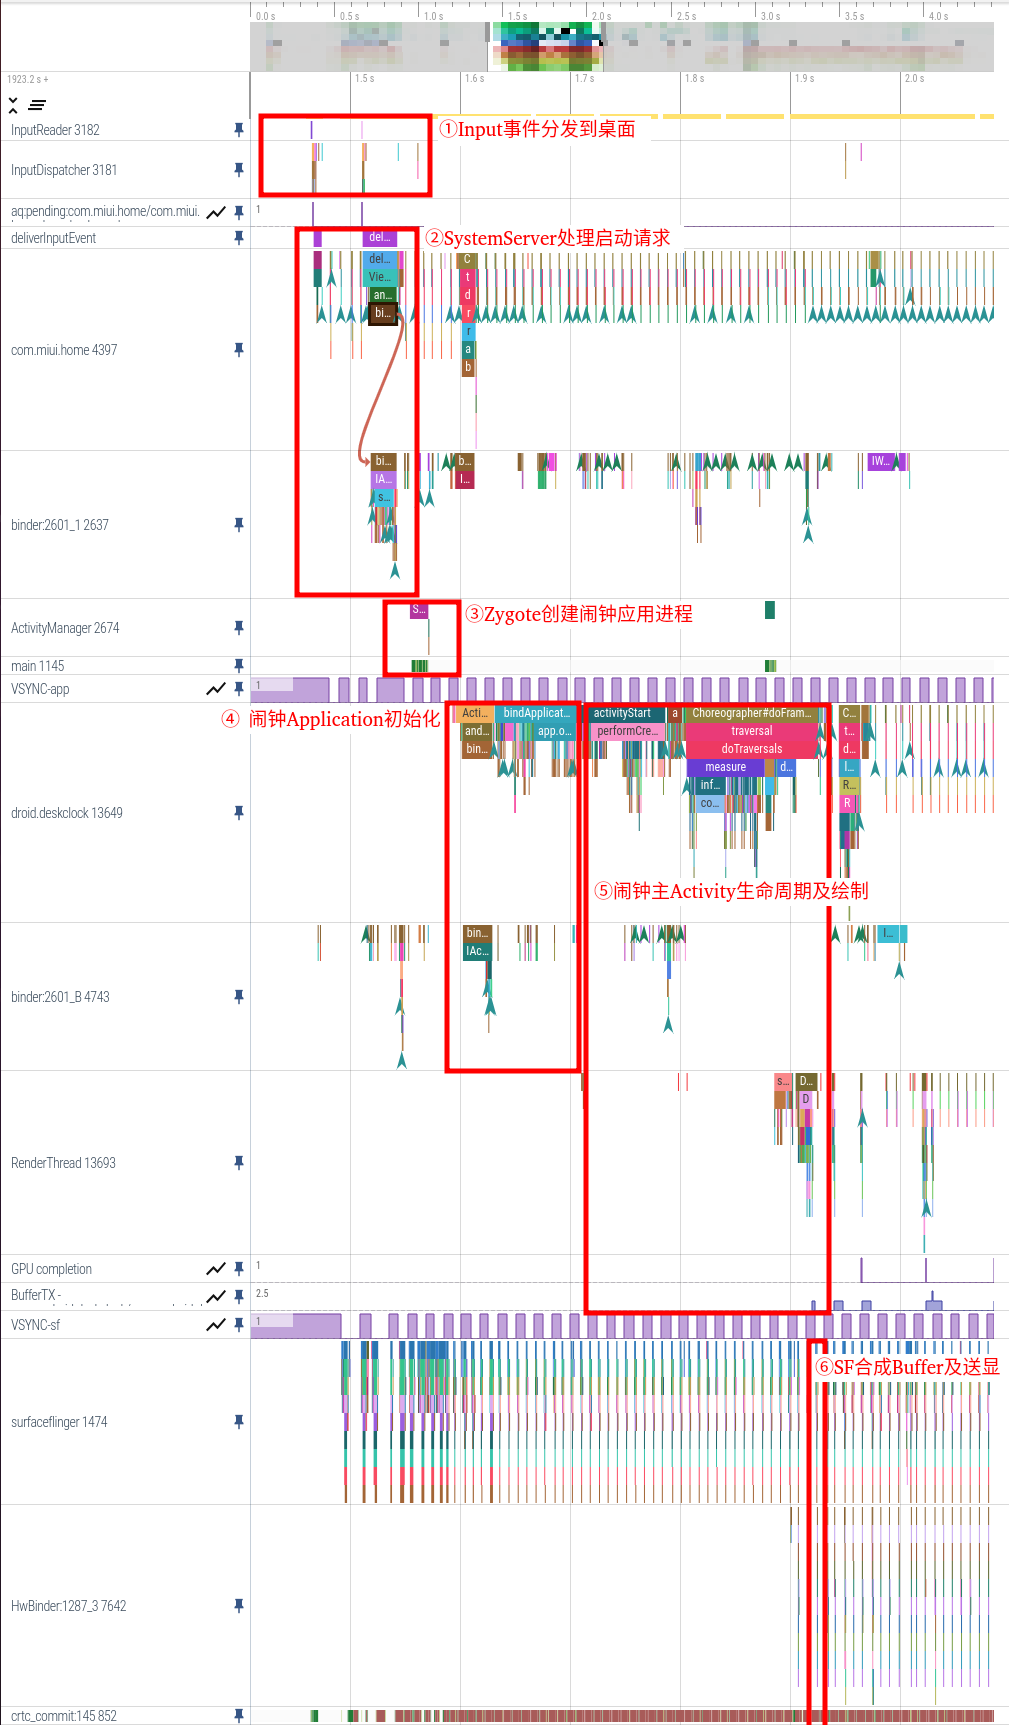 0.0 s 0.5 s 1.0 s 1.5 s 2.0 s 2.5 s 3.0 s 3.5 s 4.0 s
1923.2 s + 1.5 s 1.6 s 1.7 s 1.8 s 1.9 s 2.0 s
InputReader 3182
①Input事件分发到桌面
InputDispatcher 3181
aq:pending:com.miui.home/com.miui. 1
deliverInputEvent del...
②SystemServer处理启动请求
del... C
Vie... t
an... d
bi... r
r
com.miui.home 4397 a
b
bi... b... IW...
IA... I...
s...
binder:2601_1 2637
S...
③Zygote创建闹钟应用进程
ActivityManager 2674
main 1145
VSYNC-app 1
④ 闹钟Application初始化
Acti... bindApplicat... activityStart a Choreographer#doFram... C...
and... app.o... performCre... traversal t...
bin... doTraversals d...
measure d... I...
inf... R...
co... R
droid.deskclock 13649
⑤闹钟主Activity生命周期及绘制
bin... I...
IAc...
binder:2601_B 4743
s... D...
D
RenderThread 13693
GPU completion 1
BufferTX - 2.5
VSYNC-sf 1
⑥SF合成Buffer及送显
surfaceflinger 1474
HwBinder:1287_3 7642
crtc_commit:145 852